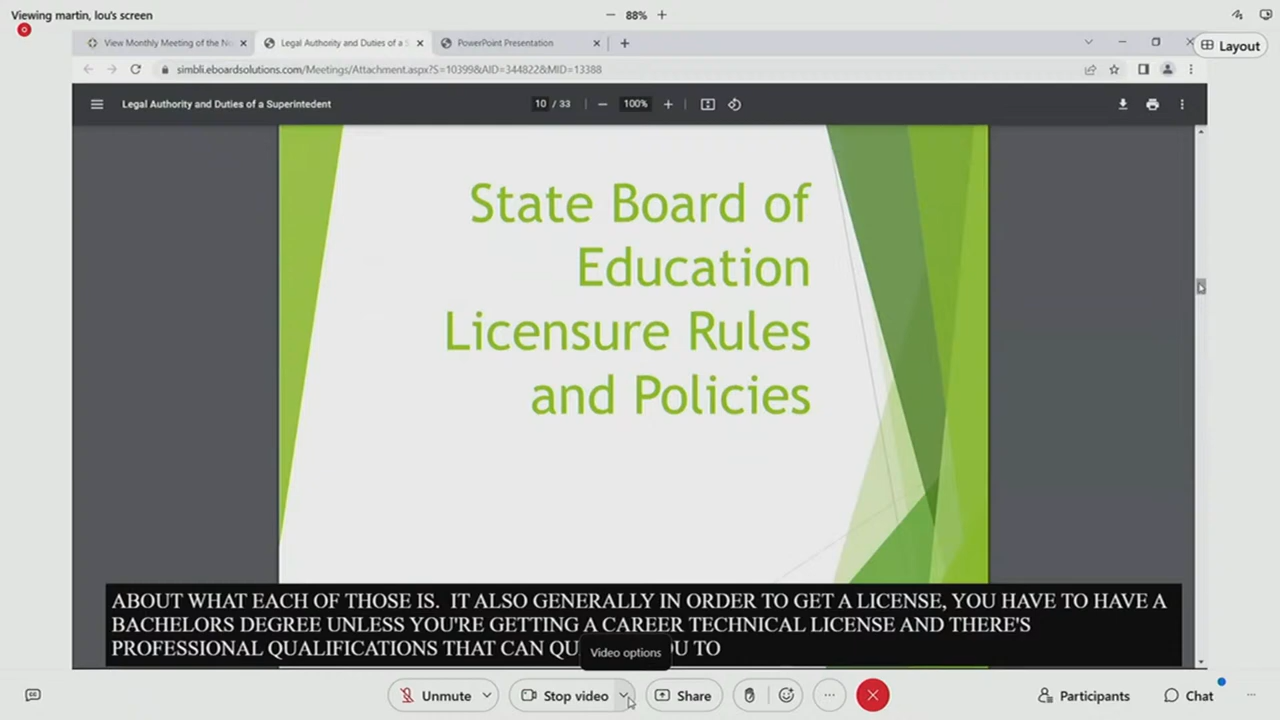 Viewing martin, lou's screen
88%
View Monthly Meeting of the No
Legal Authority and Duties of a S
PowerPoint Presentation
Layout
simbli.eboardsolutions.com/Meetings/Attachment.aspx?S=10399&AID=344822&MID=13388
Legal Authority and Duties of a Superintedent
10 / 33
100%
State Board of
Education
Licensure Rules
and Policies
ABOUT WHAT EACH OF THOSE IS. IT ALSO GENERALLY IN ORDER TO GET A LICENSE, YOU HAVE TO HAVE A
BACHELORS DEGREE UNLESS YOU'RE GETTING A CAREER TECHNICAL LICENSE AND THERE'S
PROFESSIONAL QUALIFICATIONS THAT CAN QU U TO
Video options
Unmute
Stop video
Share
Participants
Chat